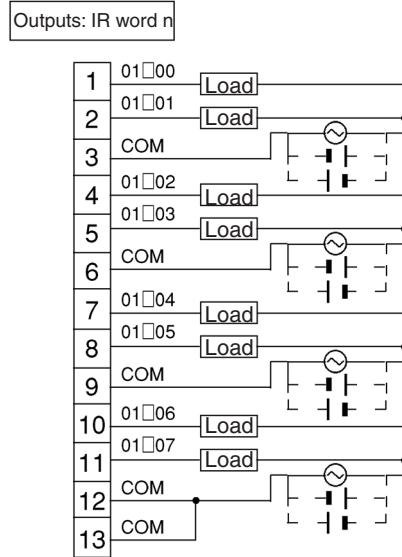 Outputs: IR word n
1 01□00 Load
2 01□01 Load
3 COM
4 01□02 Load
5 01□03 Load
6 COM
7 01□04 Load
8 01□05 Load
9 COM
10 01□06 Load
11 01□07 Load
12 COM
13 COM